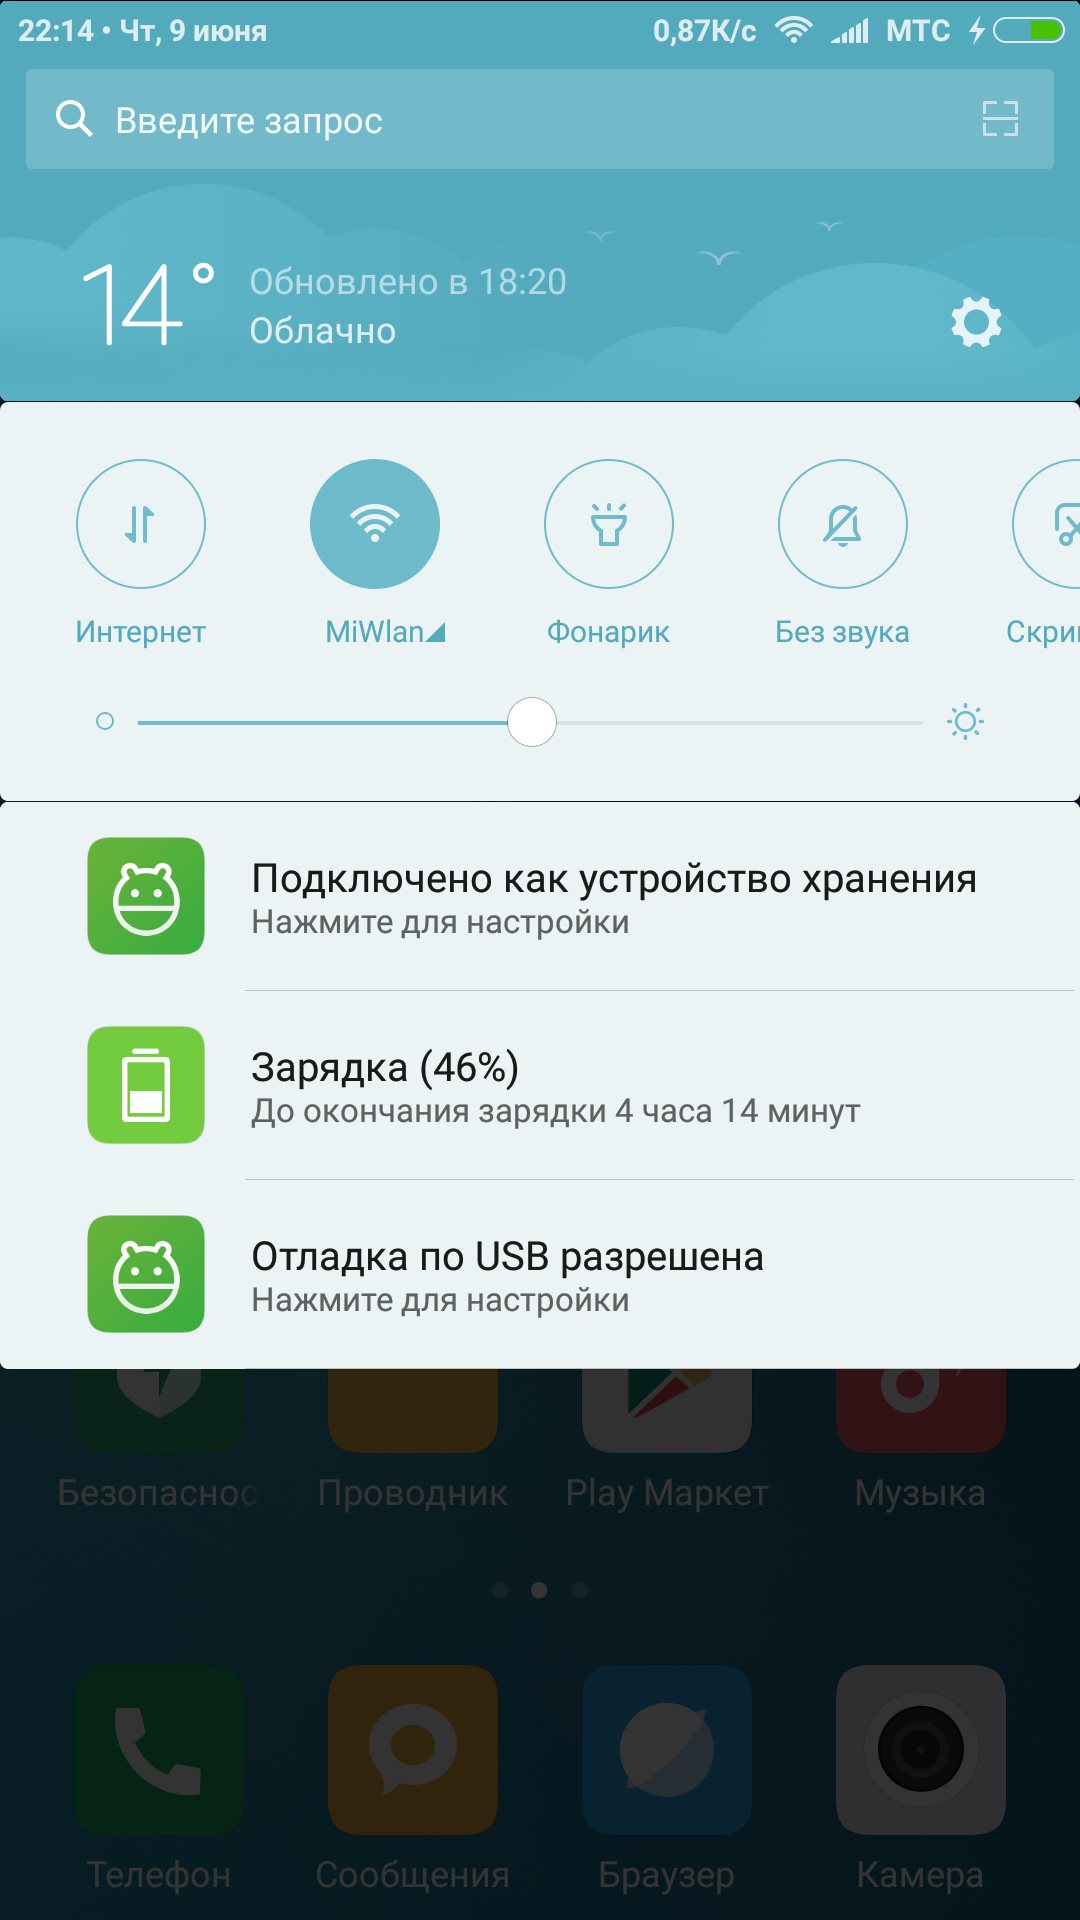 22:14 • Чт, 9 июня 0,87К/с МТС
Введите запрос
14°
Обновлено в 18:20
Облачно
Интернет MiWlan Фонарик Без звука Скри
Подключено как устройство хранения
Нажмите для настройки
Зарядка (46%)
До окончания зарядки 4 часа 14 минут
Отладка по USB разрешена
Нажмите для настройки
Безопаснос Проводник Play Маркет Музыка
Телефон Сообщения Браузер Камера